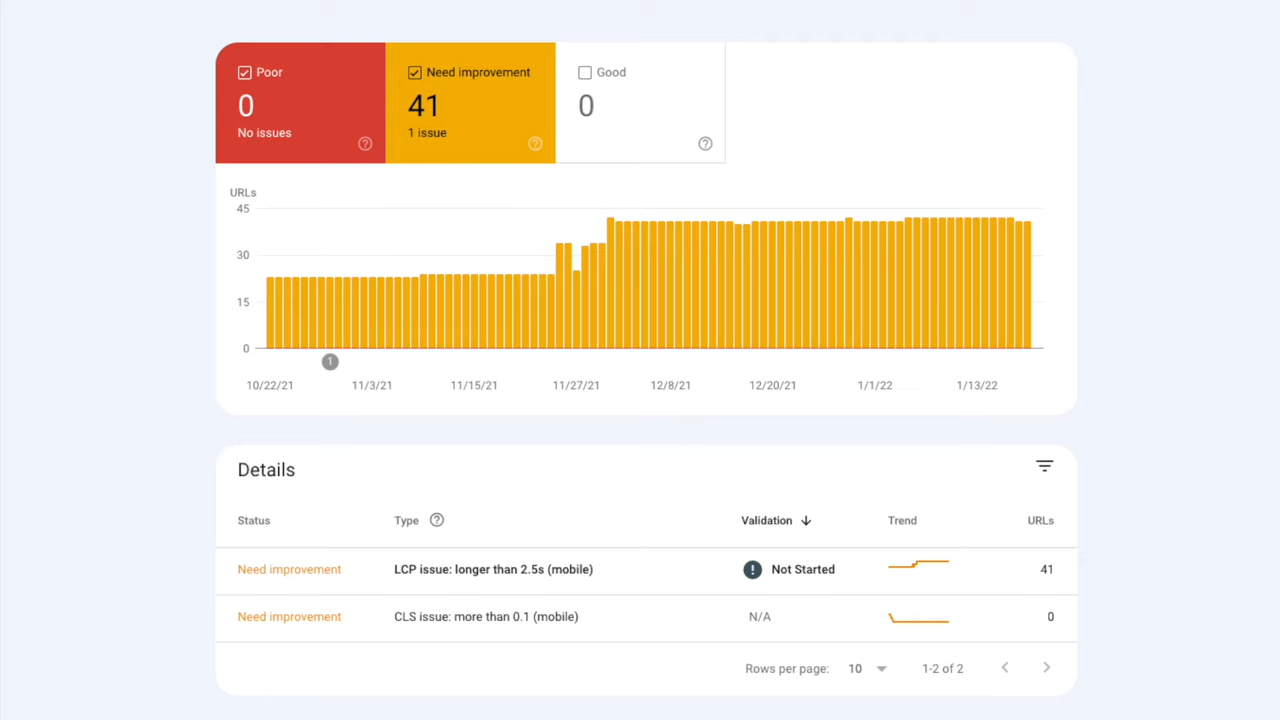 Poor
Need improvement
Good
0
41
0
No issues
1 issue
URLs
45
30
15
0
1
10/22/21 11/3/21 11/15/21 11/27/21 12/8/21 12/20/21 1/1/22 1/13/22
Details
Status Type Validation Trend URLs
Need improvement LCP issue: longer than 2.5s (mobile) Not Started 41
Need improvement CLS issue: more than 0.1 (mobile) N/A 0
Rows per page: 10 1-2 of 2